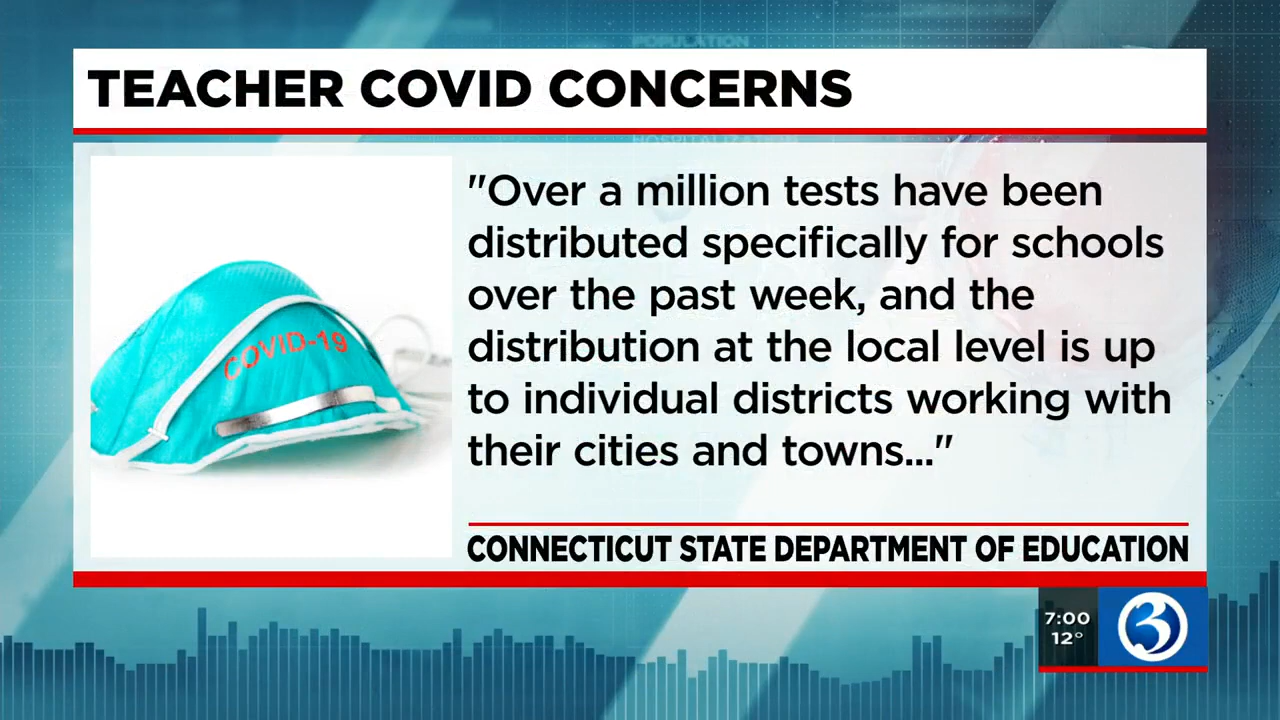 POPULATION
TEACHER COVID CONCERNS
HOSPITALIZATION
COVID-19
"Over a million tests have been
distributed specifically for schools
over the past week, and the
distribution at the local level is up
to individual districts working with
their cities and towns..."
CONNECTICUT STATE DEPARTMENT OF EDUCATION
7:00
12°
3